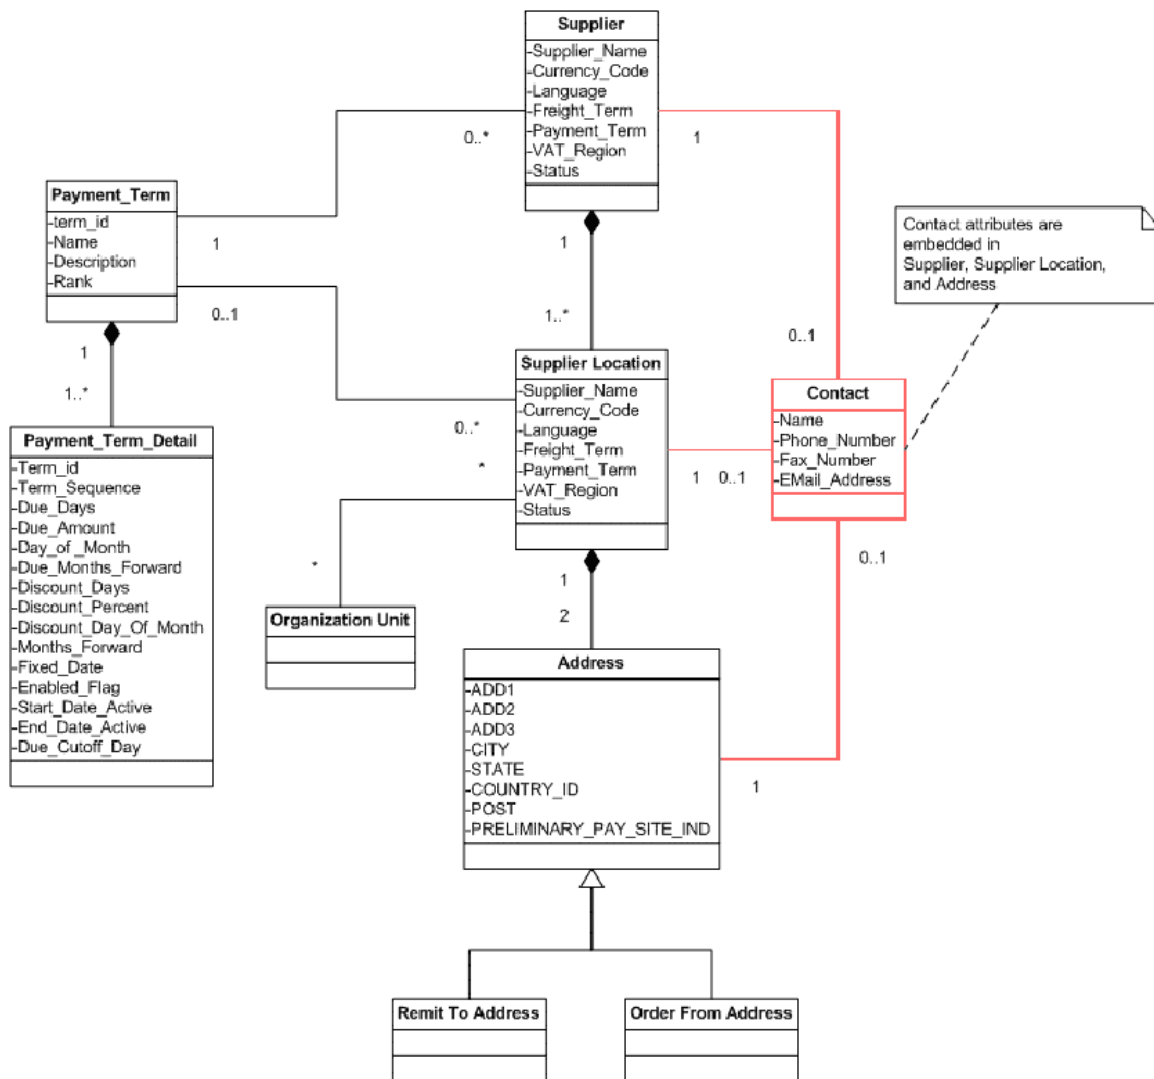 Supplier
-Supplier_Name
-Currency_Code
-Language
-Freight_Term
-Payment_Term
-VAT_Region
-Status
0..*
1
Payment_Term
-term_id
-Name
-Description
-Rank
1
0..1
1
1..*
Contact attributes are
embedded in
Supplier, Supplier Location,
and Address
1
1..*
0..1
Supplier Location
-Supplier_Name
-Currency_Code
-Language
-Freight_Term
-Payment_Term
-VAT_Region
-Status
0..*
*
1
0..1
Contact
-Name
-Phone_Number
-Fax_Number
-EMail_Address
0..1
Payment_Term_Detail
-Term_id
-Term_Sequence
-Due_Days
-Due_Amount
-Day_of_Month
-Due_Months_Forward
-Discount_Days
-Discount_Percent
-Discount_Day_Of_Month
-Months_Forward
-Fixed_Date
-Enabled_Flag
-Start_Date_Active
-End_Date_Active
-Due_Cutoff_Day
*
Organization Unit
1
2
Address
-ADD1
-ADD2
-ADD3
-CITY
-STATE
-COUNTRY_ID
-POST
-PRELIMINARY_PAY_SITE_IND
1
Remit To Address
Order From Address